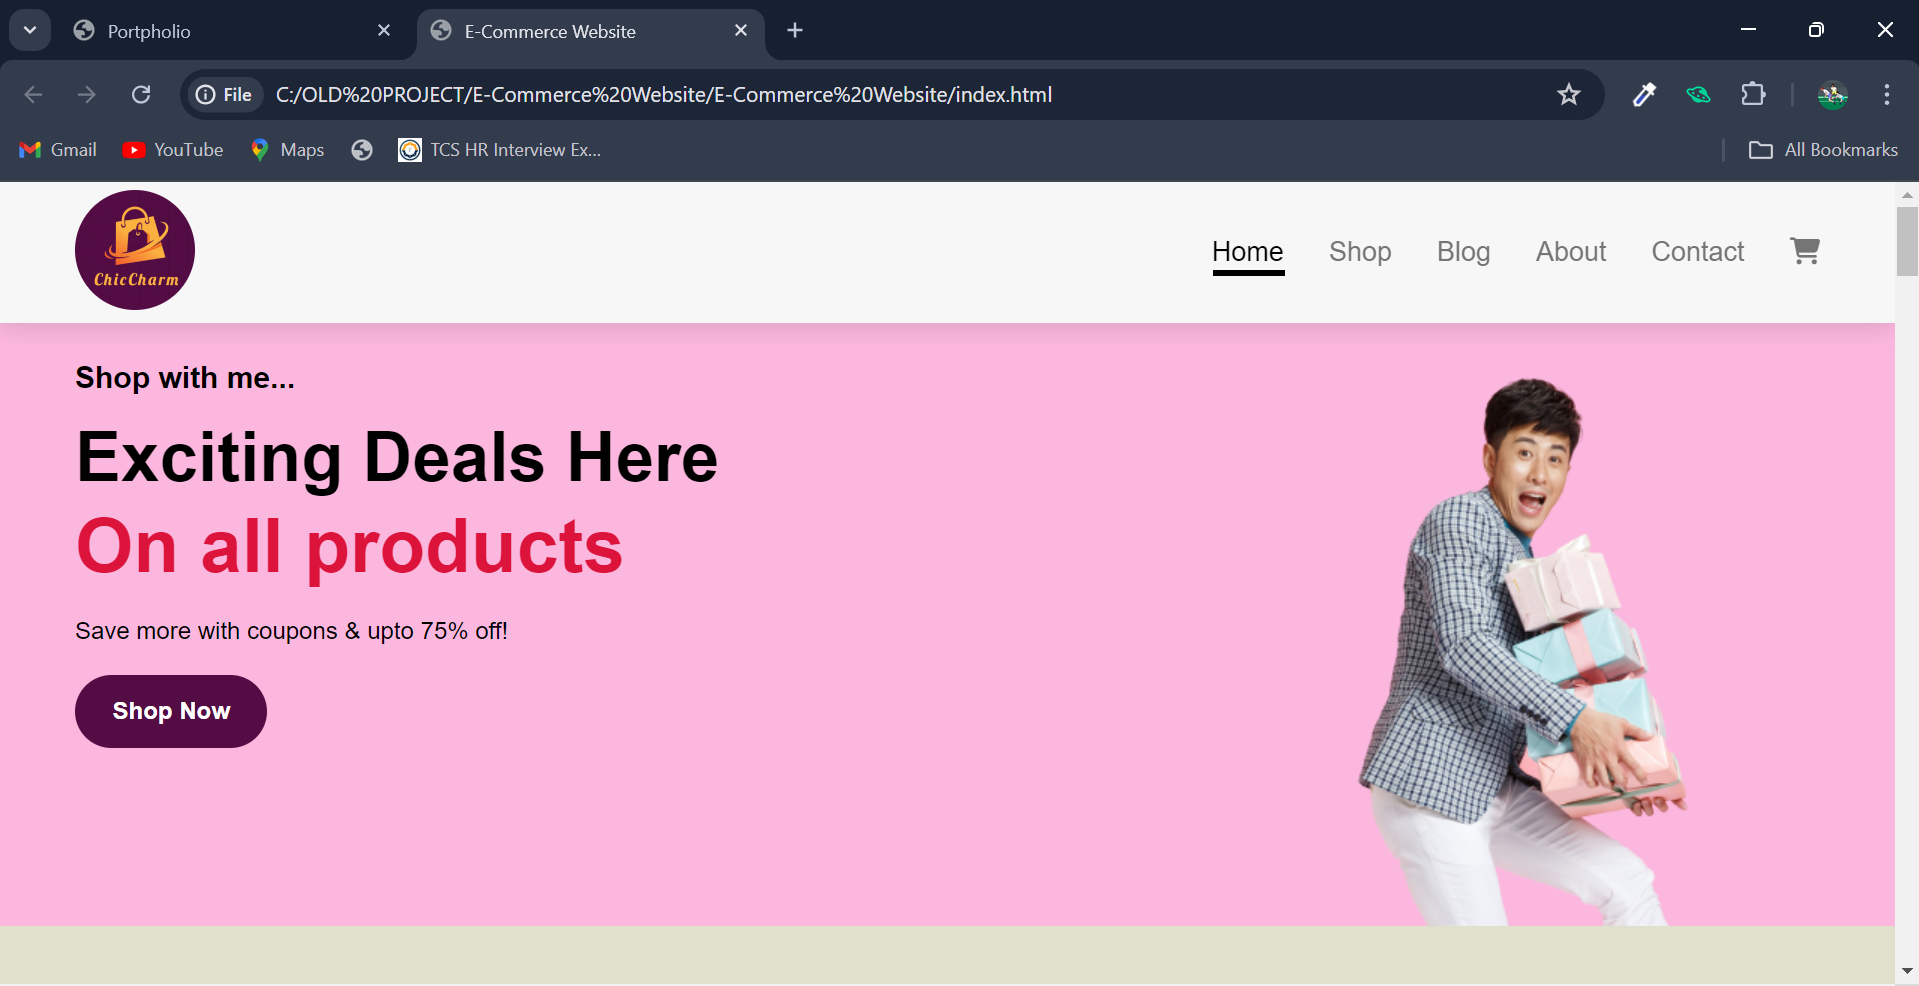 Portpholio
E-Commerce Website
File
C:/OLD%20PROJECT/E-Commerce%20Website/E-Commerce%20Website/index.html
Gmail
YouTube
Maps
TCS HR Interview Ex...
All Bookmarks
ChicCharm
Home
Shop
Blog
About
Contact
Shop with me...
Exciting Deals Here
On all products
Save more with coupons & upto 75% off!
Shop Now